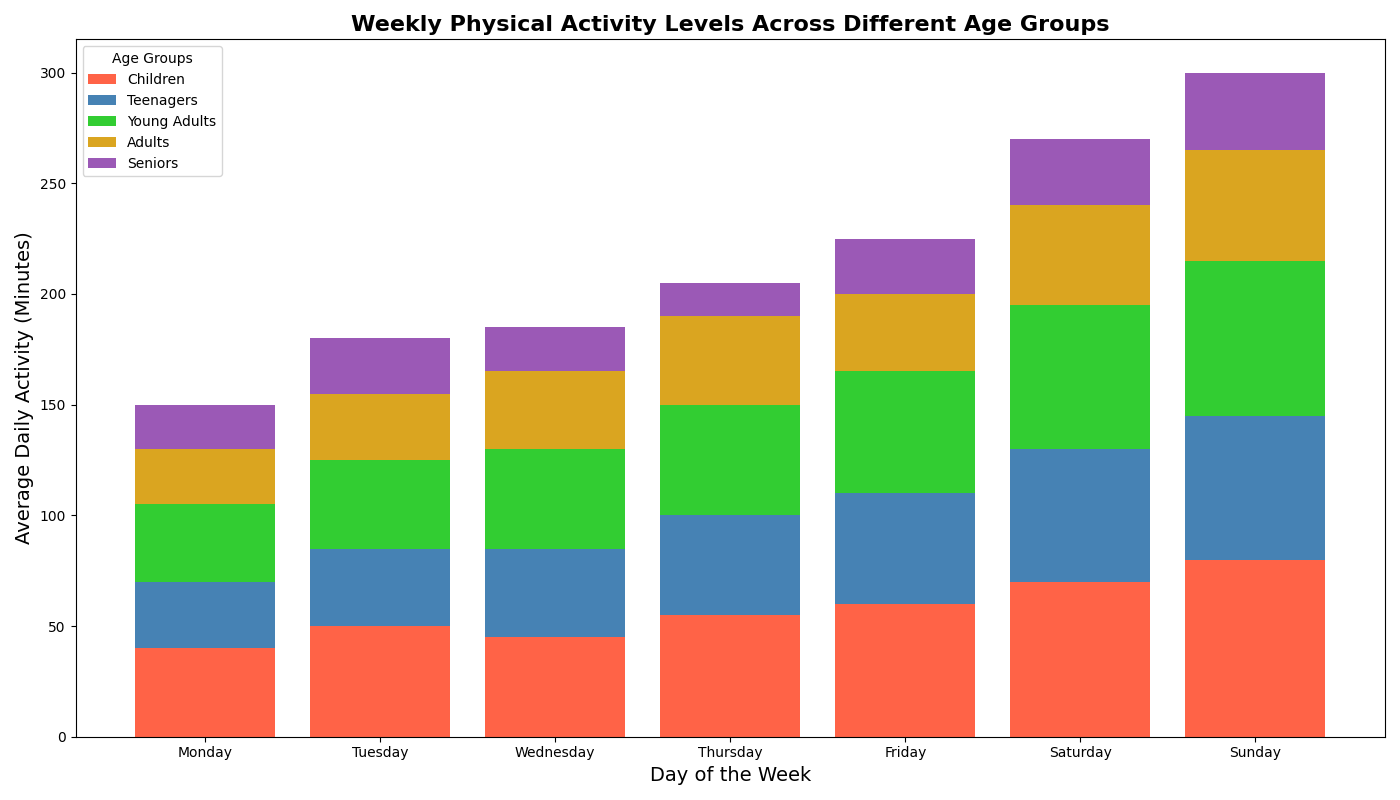 Weekly Physical Activity Levels Across Different Age Groups
Age Groups
Children
Teenagers
Young Adults
Adults
Seniors
Average Daily Activity (Minutes)
300
250
200
150
100
50
0
Monday Tuesday Wednesday Thursday Friday Saturday Sunday
Day of the Week